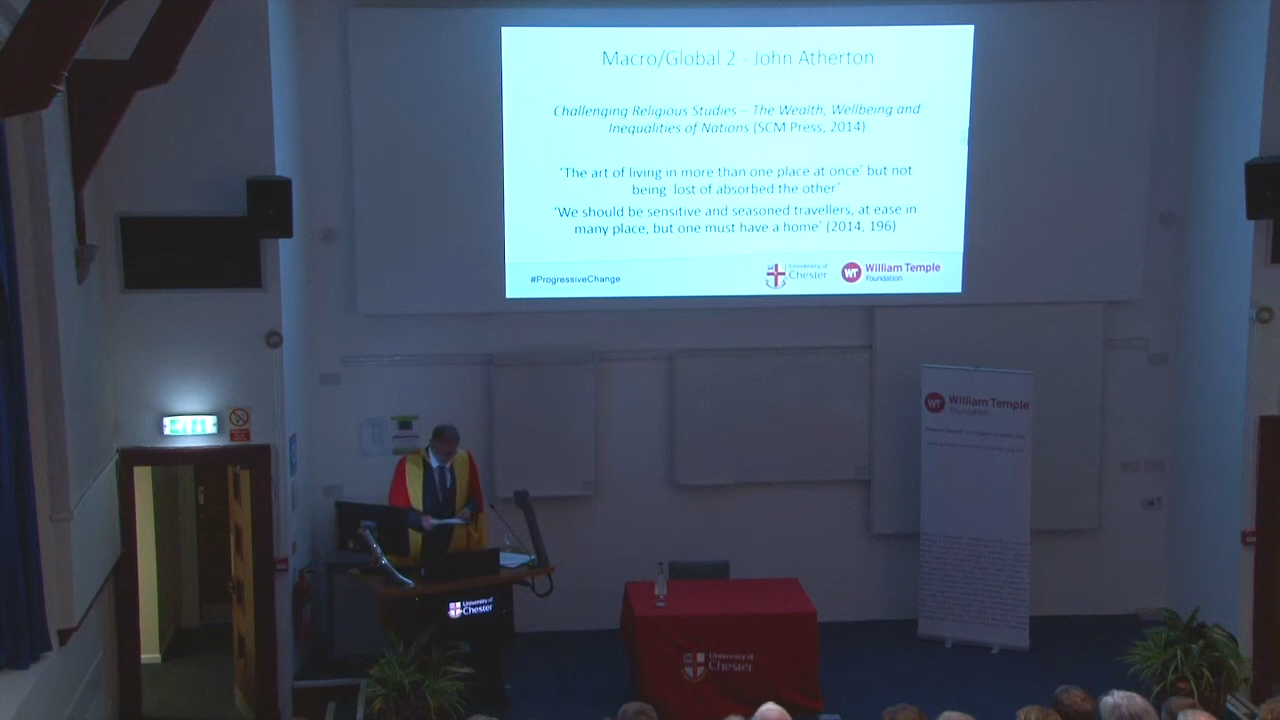 Macro/Global 2 - John Atherton
Challenging Religious Studies – The Wealth, Wellbeing and
Inequalities of Nations (SCM Press, 2014)
‘The art of living in more than one place at once’ but not
being lost of absorbed the other’
‘We should be sensitive and seasoned travellers, at ease in
many place, but one must have a home’ (2014, 196)
#ProgressiveChange
University of
Chester
WT William Temple
Foundation
WT William Temple
Foundation
University of
Chester
University of
Chester